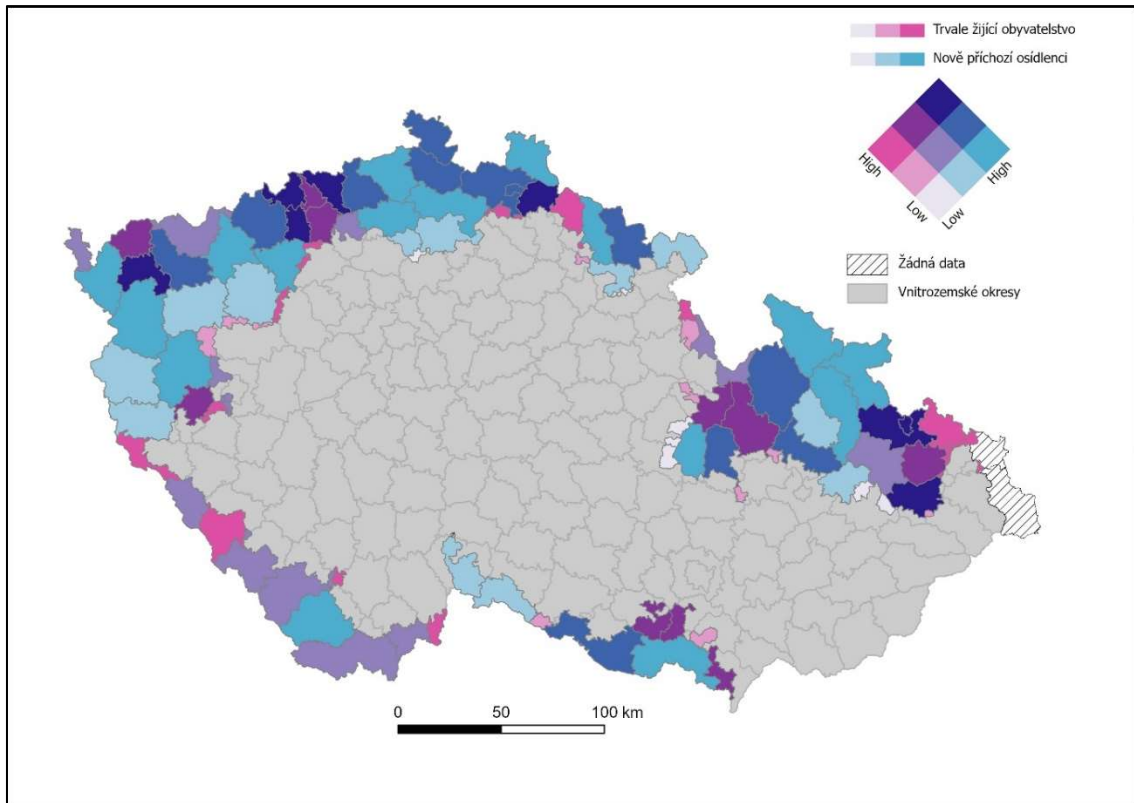 Trvale žijící obyvatelstvo
Nově příchozí osídlenci
High
High
Low
Low
Žádná data
Vnitrozemské okresy
0 50 100 km